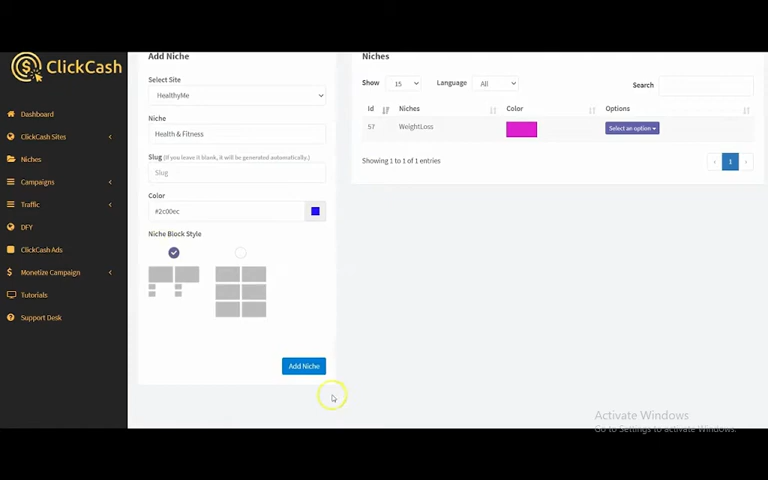 ClickCash
Dashboard
ClickCash Sites
Niches
Campaigns
Traffic
DFY
ClickCash Ads
Monetize Campaign
Tutorials
Support Desk
Add Niche
Select Site
HealthyMe
Niche
Health & Fitness
Slug (If you leave it blank, it will be generated automatically.)
Slug
Color
#2c00ec
Niche Block Style
Add Niche
Niches
Show 15 Language All Search
Id Niches Color Options
57 WeightLoss Select an option
Showing 1 to 1 of 1 entries
‹ 1 ›
Activate Windows
Go to Settings to activate Windows.